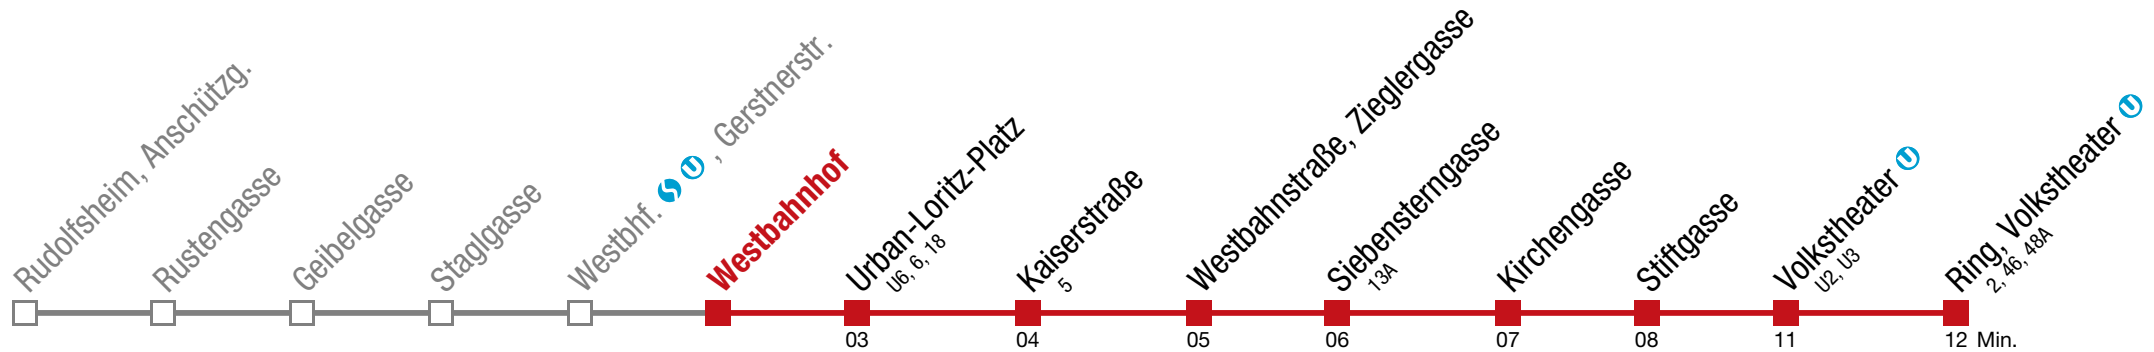 Rudolfsheim, Anschützg.
Rustengasse
Geibelgasse
Staglgasse
Westbhf. S U , Gerstnerstr.
Westbahnhof
Urban-Loritz-Platz
U6, 6, 18
Kaiserstraße
5
Westbahnstraße, Zieglergasse
Siebensterngasse
13A
Kirchengasse
Stiftgasse
Volkstheater U
U2, U3
Ring, Volkstheater U
2, 46, 48A
03 04 05 06 07 08 11 12 Min.